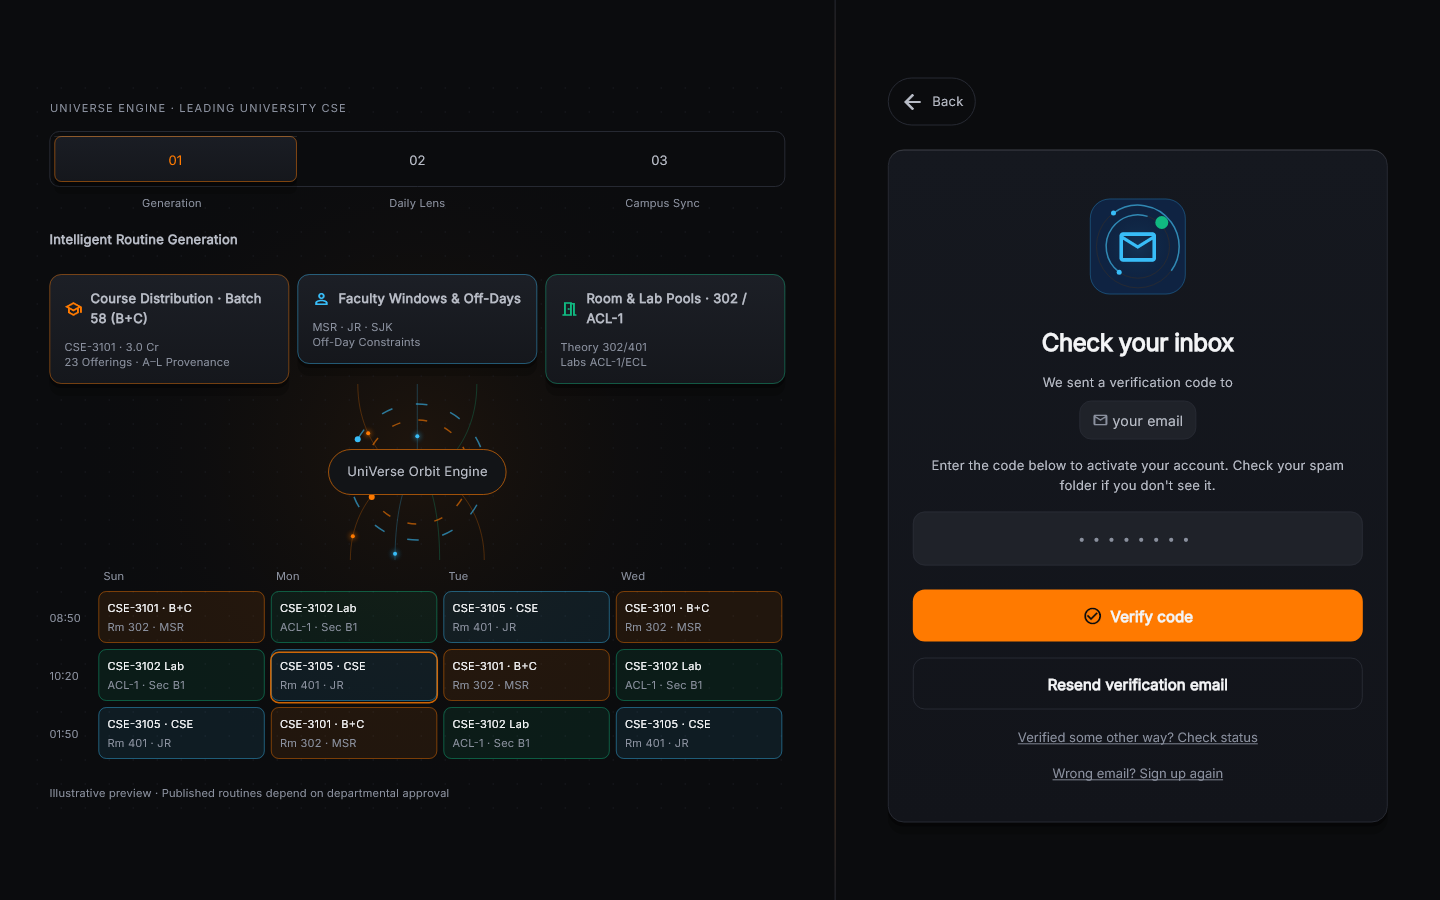 UNIVERSE ENGINE · LEADING UNIVERSITY CSE
01
02
03
Generation
Daily Lens
Campus Sync
Intelligent Routine Generation
Course Distribution · Batch
58 (B+C)
CSE-3101 · 3.0 Cr
23 Offerings · A–L Provenance
Faculty Windows & Off-Days
MSR · JR · SJK
Off-Day Constraints
Room & Lab Pools · 302 /
ACL-1
Theory 302/401
Labs ACL-1/ECL
UniVerse Orbit Engine
Sun
Mon
Tue
Wed
08:50
CSE-3101 · B+C
Rm 302 · MSR
CSE-3102 Lab
ACL-1 · Sec B1
CSE-3105 · CSE
Rm 401 · JR
CSE-3101 · B+C
Rm 302 · MSR
10:20
CSE-3102 Lab
ACL-1 · Sec B1
CSE-3105 · CSE
Rm 401 · JR
CSE-3101 · B+C
Rm 302 · MSR
CSE-3102 Lab
ACL-1 · Sec B1
01:50
CSE-3105 · CSE
Rm 401 · JR
CSE-3101 · B+C
Rm 302 · MSR
CSE-3102 Lab
ACL-1 · Sec B1
CSE-3105 · CSE
Rm 401 · JR
Illustrative preview · Published routines depend on departmental approval
Back
Check your inbox
We sent a verification code to
your email
Enter the code below to activate your account. Check your spam
folder if you don't see it.
• • • • • • • •
Verify code
Resend verification email
Verified some other way? Check status
Wrong email? Sign up again